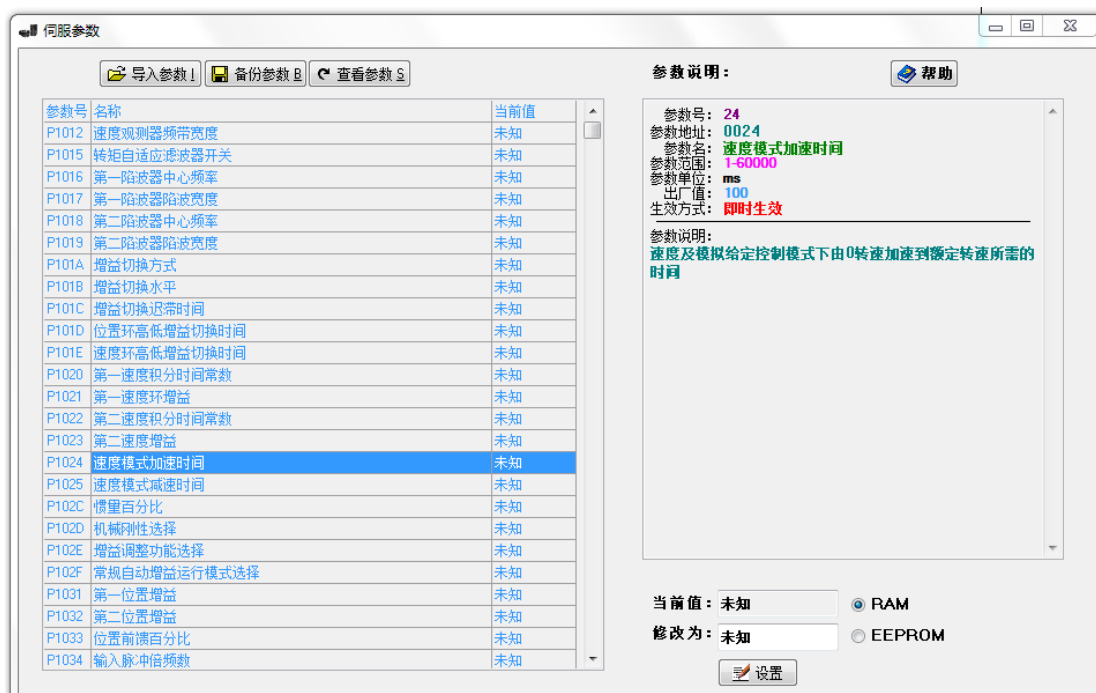 伺服参数
导入参数 I 备份参数 B 查看参数 S
参数号 名称 当前值
P1012 速度观测器频带宽度 未知
P1015 转矩自适应滤波器开关 未知
P1016 第一陷波器中心频率 未知
P1017 第一陷波器陷波宽度 未知
P1018 第二陷波器中心频率 未知
P1019 第二陷波器陷波宽度 未知
P101A 增益切换方式 未知
P101B 增益切换水平 未知
P101C 增益切换迟滞时间 未知
P101D 位置环高低增益切换时间 未知
P101E 速度环高低增益切换时间 未知
P1020 第一速度积分时间常数 未知
P1021 第一速度环增益 未知
P1022 第二速度积分时间常数 未知
P1023 第二速度增益 未知
P1024 速度模式加速时间 未知
P1025 速度模式减速时间 未知
P102C 惯量百分比 未知
P102D 机械刚性选择 未知
P102E 增益调整功能选择 未知
P102F 常规自动增益运行模式选择 未知
P1031 第一位置增益 未知
P1032 第二位置增益 未知
P1033 位置前馈百分比 未知
P1034 输入脉冲倍频数 未知
参数说明: 帮助
参数号: 24
参数地址: 0024
参数名: 速度模式加速时间
参数范围: 1-60000
参数单位: ms
出厂值: 100
生效方式: 即时生效
参数说明:
速度及模拟给定控制模式下由0转速加速到额定转速所需的
时间
当前值: 未知 RAM
修改为: 未知 EEPROM
设置